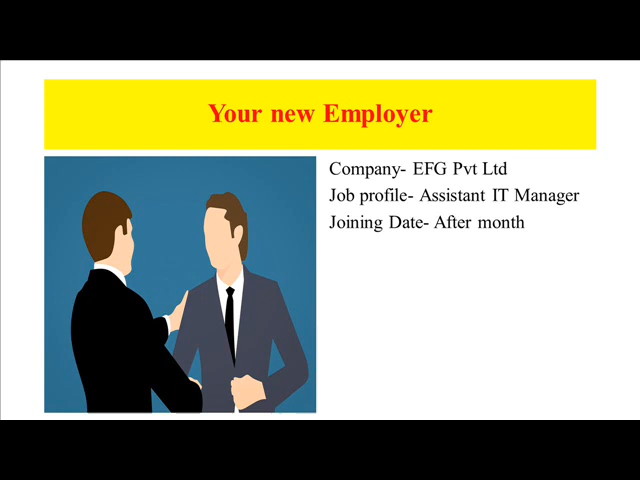 Your new Employer
Company- EFG Pvt Ltd
Job profile- Assistant IT Manager
Joining Date- After month